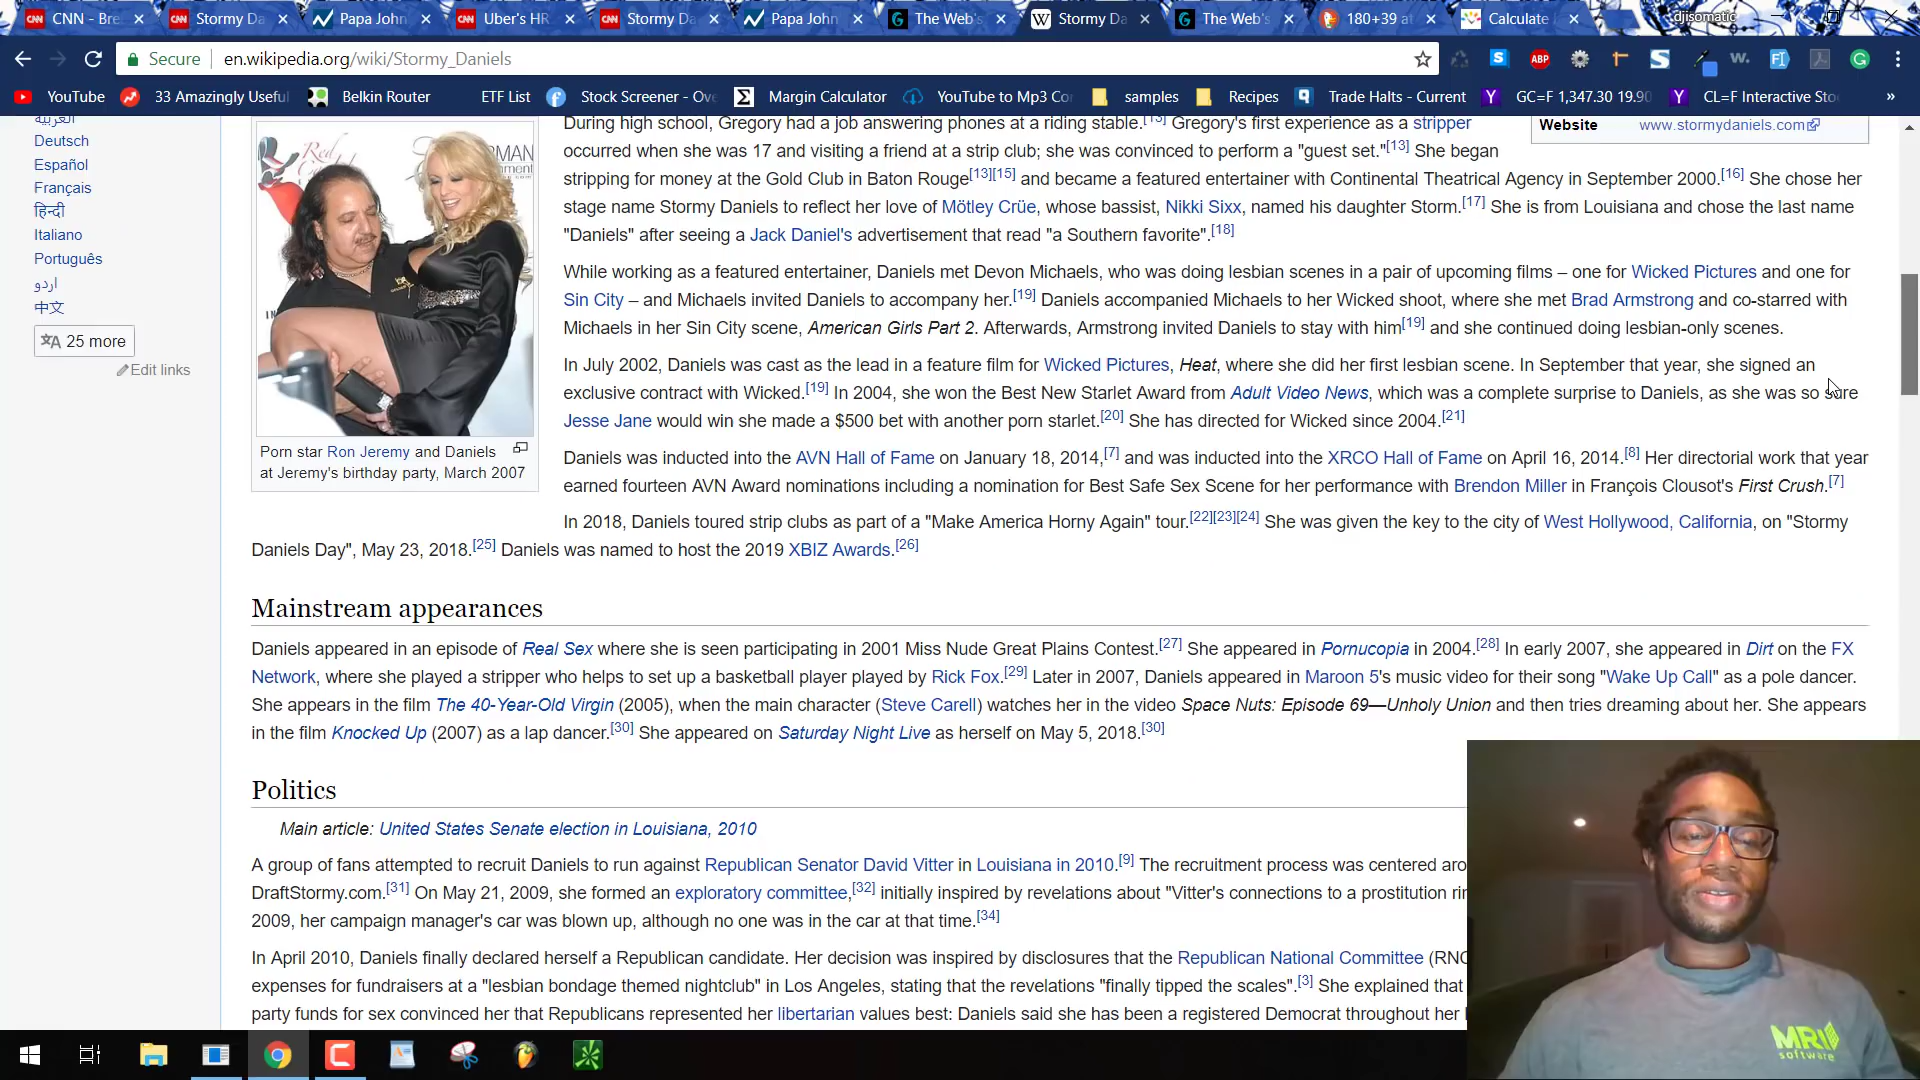 CNN - Bre
Stormy Da
Papa John
Uber's HR
Stormy Da
Papa John
The Web's
Stormy Da
The Web's
180+39 at
Calculate
djisomatic
Secure
en.wikipedia.org/wiki/Stormy_Daniels
YouTube
33 Amazingly Useful
Belkin Router
ETF List
Stock Screener - Ove
Margin Calculator
YouTube to Mp3 Co
samples
Recipes
Trade Halts - Current
GC=F 1,347.30 19.90
CL=F Interactive Sto
»
العربية
Deutsch
Español
Français
हिन्दी
Italiano
Português
اردو
中文
25 more
Edit links
RMAN
Porn star Ron Jeremy and Daniels
at Jeremy's birthday party, March 2007
Website www.stormydaniels.com
During high school, Gregory had a job answering phones at a riding stable.[13] Gregory's first experience as a stripper
occurred when she was 17 and visiting a friend at a strip club; she was convinced to perform a "guest set."[13] She began
stripping for money at the Gold Club in Baton Rouge[13][15] and became a featured entertainer with Continental Theatrical Agency in September 2000.[16] She chose her
stage name Stormy Daniels to reflect her love of Mötley Crüe, whose bassist, Nikki Sixx, named his daughter Storm.[17] She is from Louisiana and chose the last name
"Daniels" after seeing a Jack Daniel's advertisement that read "a Southern favorite".[18]
While working as a featured entertainer, Daniels met Devon Michaels, who was doing lesbian scenes in a pair of upcoming films – one for Wicked Pictures and one for
Sin City – and Michaels invited Daniels to accompany her.[19] Daniels accompanied Michaels to her Wicked shoot, where she met Brad Armstrong and co-starred with
Michaels in her Sin City scene, American Girls Part 2. Afterwards, Armstrong invited Daniels to stay with him[19] and she continued doing lesbian-only scenes.
In July 2002, Daniels was cast as the lead in a feature film for Wicked Pictures, Heat, where she did her first lesbian scene. In September that year, she signed an
exclusive contract with Wicked.[19] In 2004, she won the Best New Starlet Award from Adult Video News, which was a complete surprise to Daniels, as she was so sure
Jesse Jane would win she made a $500 bet with another porn starlet.[20] She has directed for Wicked since 2004.[21]
Daniels was inducted into the AVN Hall of Fame on January 18, 2014,[7] and was inducted into the XRCO Hall of Fame on April 16, 2014.[8] Her directorial work that year
earned fourteen AVN Award nominations including a nomination for Best Safe Sex Scene for her performance with Brendon Miller in François Clousot's First Crush.[7]
In 2018, Daniels toured strip clubs as part of a "Make America Horny Again" tour.[22][23][24] She was given the key to the city of West Hollywood, California, on "Stormy
Daniels Day", May 23, 2018.[25] Daniels was named to host the 2019 XBIZ Awards.[26]
Mainstream appearances
Daniels appeared in an episode of Real Sex where she is seen participating in 2001 Miss Nude Great Plains Contest.[27] She appeared in Pornucopia in 2004.[28] In early 2007, she appeared in Dirt on the FX
Network, where she played a stripper who helps to set up a basketball player played by Rick Fox.[29] Later in 2007, Daniels appeared in Maroon 5's music video for their song "Wake Up Call" as a pole dancer.
She appears in the film The 40-Year-Old Virgin (2005), when the main character (Steve Carell) watches her in the video Space Nuts: Episode 69—Unholy Union and then tries dreaming about her. She appears
in the film Knocked Up (2007) as a lap dancer.[30] She appeared on Saturday Night Live as herself on May 5, 2018.[30]
Politics
Main article: United States Senate election in Louisiana, 2010
A group of fans attempted to recruit Daniels to run against Republican Senator David Vitter in Louisiana in 2010.[9] The recruitment process was centered aro
DraftStormy.com.[31] On May 21, 2009, she formed an exploratory committee,[32] initially inspired by revelations about "Vitter's connections to a prostitution rin
2009, her campaign manager's car was blown up, although no one was in the car at that time.[34]
In April 2010, Daniels finally declared herself a Republican candidate. Her decision was inspired by disclosures that the Republican National Committee (RNC
expenses for fundraisers at a "lesbian bondage themed nightclub" in Los Angeles, stating that the revelations "finally tipped the scales".[3] She explained that
party funds for sex convinced her that Republicans represented her libertarian values best: Daniels said she has been a registered Democrat throughout her
MRI
software